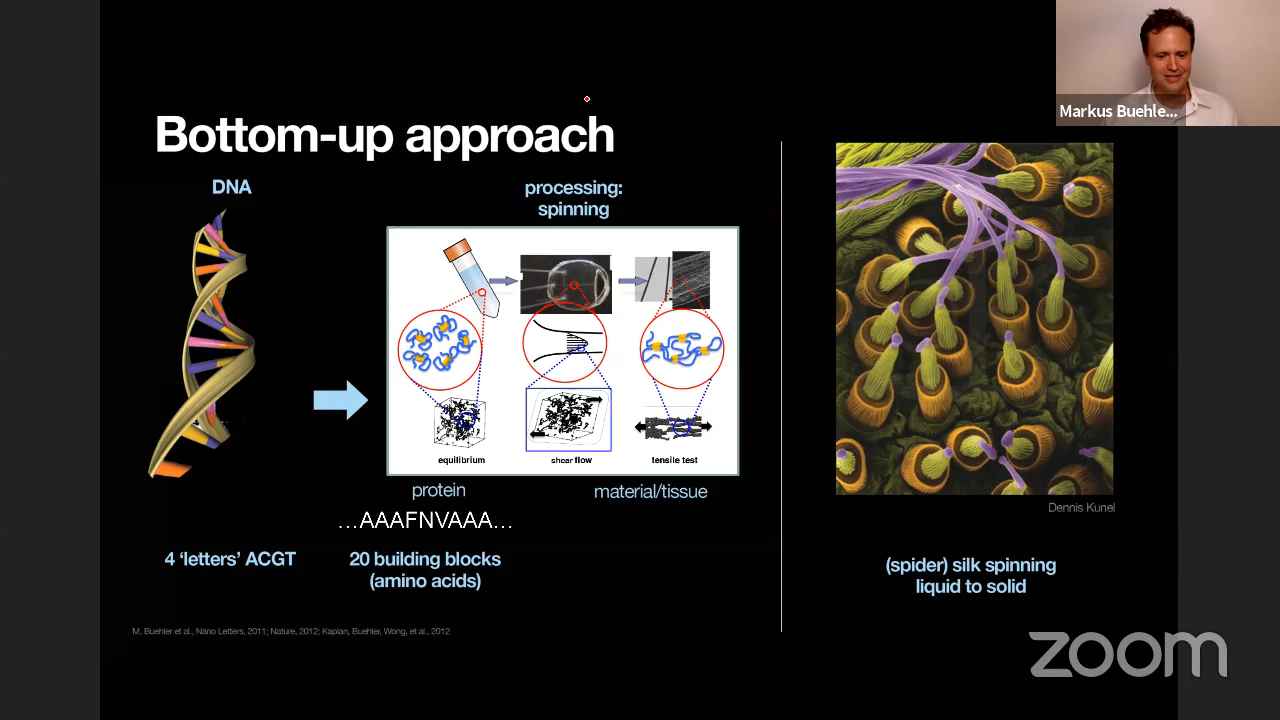 Markus Buehle...
Bottom-up approach
DNA
processing:
spinning
equilibrium
shear flow
tensile test
protein
material/tissue
...AAAFNVAAA...
4 ‘letters’ ACGT
20 building blocks
(amino acids)
M. Buehler et al., Nano Letters, 2011; Nature, 2012; Kaplan, Buehler, Wong, et al., 2012
Dennis Kunel
(spider) silk spinning
liquid to solid
zoom